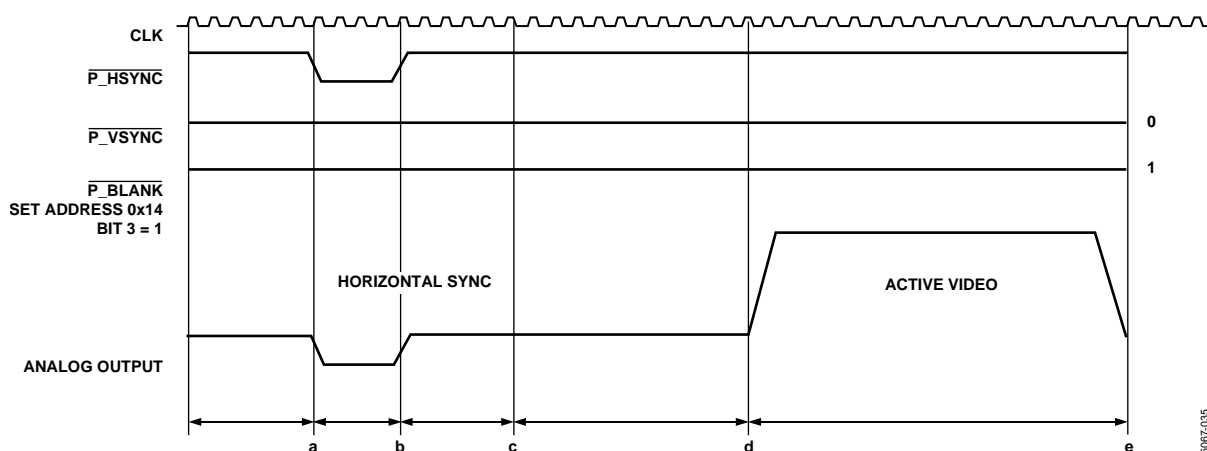 CLK
P_HSYNC
P_VSYNC
0
1
P_BLANK
SET ADDRESS 0x14
BIT 3 = 1
HORIZONTAL SYNC
ACTIVE VIDEO
ANALOG OUTPUT
a b c d e